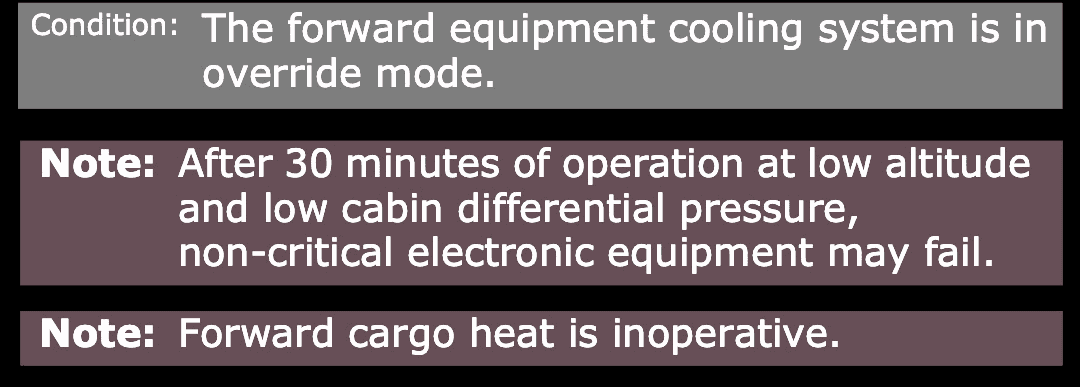 Condition: The forward equipment cooling system is in
override mode.
Note: After 30 minutes of operation at low altitude
and low cabin differential pressure,
non-critical electronic equipment may fail.
Note: Forward cargo heat is inoperative.